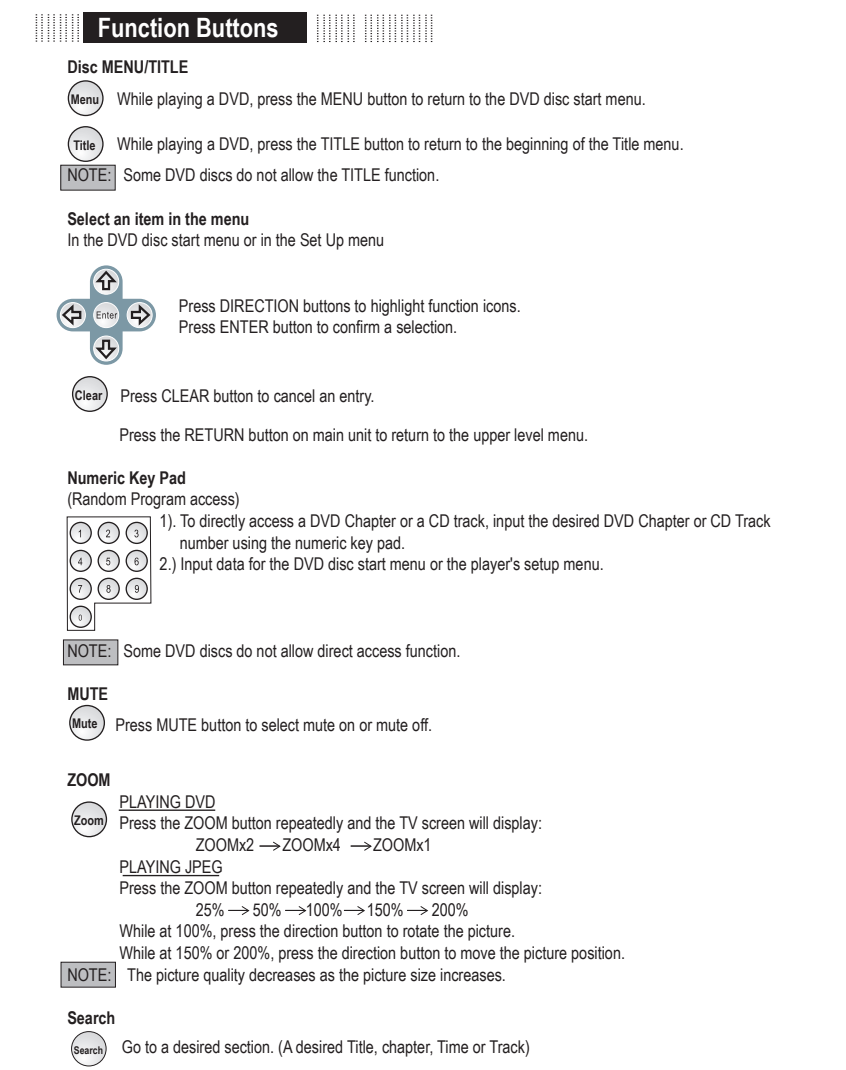 Function Buttons
Disc MENU/TITLE
Menu While playing a DVD, press the MENU button to return to the DVD disc start menu.
Title While playing a DVD, press the TITLE button to return to the beginning of the Title menu.
NOTE: Some DVD discs do not allow the TITLE function.
Select an item in the menu
In the DVD disc start menu or in the Set Up menu
Enter
Press DIRECTION buttons to highlight function icons.
Press ENTER button to confirm a selection.
Clear Press CLEAR button to cancel an entry.
Press the RETURN button on main unit to return to the upper level menu.
Numeric Key Pad
(Random Program access)
1 2 3
4 5 6
7 8 9
0
1). To directly access a DVD Chapter or a CD track, input the desired DVD Chapter or CD Track
number using the numeric key pad.
2.) Input data for the DVD disc start menu or the player's setup menu.
NOTE: Some DVD discs do not allow direct access function.
MUTE
Mute Press MUTE button to select mute on or mute off.
ZOOM
PLAYING DVD
Zoom Press the ZOOM button repeatedly and the TV screen will display:
ZOOMx2 → ZOOMx4 → ZOOMx1
PLAYING JPEG
Press the ZOOM button repeatedly and the TV screen will display:
25% → 50% → 100% → 150% → 200%
While at 100%, press the direction button to rotate the picture.
While at 150% or 200%, press the direction button to move the picture position.
NOTE: The picture quality decreases as the picture size increases.
Search
Search Go to a desired section. (A desired Title, chapter, Time or Track)